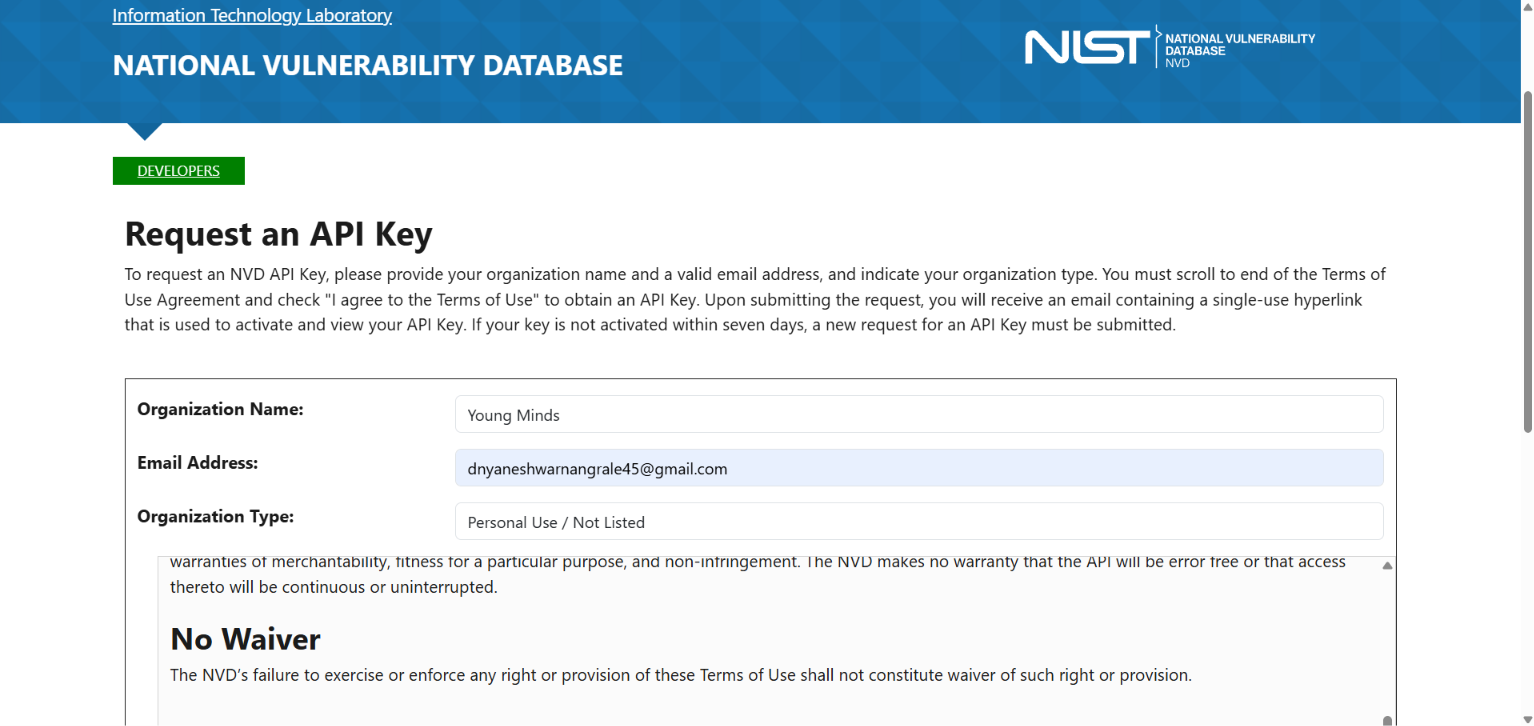 Information Technology Laboratory
NATIONAL VULNERABILITY DATABASE
NIST
NATIONAL VULNERABILITY
DATABASE
NVD
DEVELOPERS
Request an API Key
To request an NVD API Key, please provide your organization name and a valid email address, and indicate your organization type. You must scroll to end of the Terms of
Use Agreement and check "I agree to the Terms of Use" to obtain an API Key. Upon submitting the request, you will receive an email containing a single-use hyperlink
that is used to activate and view your API Key. If your key is not activated within seven days, a new request for an API Key must be submitted.
Organization Name:
Young Minds
Email Address:
dnyaneshwarnangrale45@gmail.com
Organization Type:
Personal Use / Not Listed
warranties of merchantability, fitness for a particular purpose, and non-infringement. The NVD makes no warranty that the API will be error free or that access
thereto will be continuous or uninterrupted.
No Waiver
The NVD’s failure to exercise or enforce any right or provision of these Terms of Use shall not constitute waiver of such right or provision.